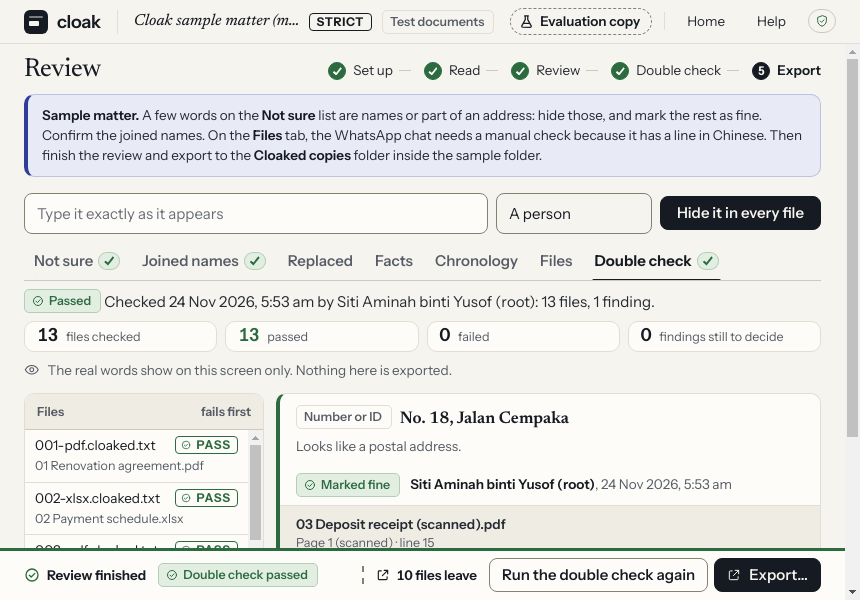 cloak
Cloak sample matter (m...
STRICT
Test documents
Evaluation copy
Home
Help
Review
Set up
Read
Review
Double check
5 Export
Sample matter. A few words on the Not sure list are names or part of an address: hide those, and mark the rest as fine.
Confirm the joined names. On the Files tab, the WhatsApp chat needs a manual check because it has a line in Chinese. Then
finish the review and export to the Cloaked copies folder inside the sample folder.
Type it exactly as it appears
A person
Hide it in every file
Not sure
Joined names
Replaced
Facts
Chronology
Files
Double check
Passed Checked 24 Nov 2026, 5:53 am by Siti Aminah binti Yusof (root): 13 files, 1 finding.
13 files checked
13 passed
0 failed
0 findings still to decide
The real words show on this screen only. Nothing here is exported.
Files
fails first
001-pdf.cloaked.txt PASS
01 Renovation agreement.pdf
002-xlsx.cloaked.txt PASS
02 Payment schedule.xlsx
Number or ID No. 18, Jalan Cempaka
Looks like a postal address.
Marked fine Siti Aminah binti Yusof (root), 24 Nov 2026, 5:53 am
03 Deposit receipt (scanned).pdf
Page 1 (scanned) · line 15
Review finished
Double check passed
10 files leave
Run the double check again
Export...